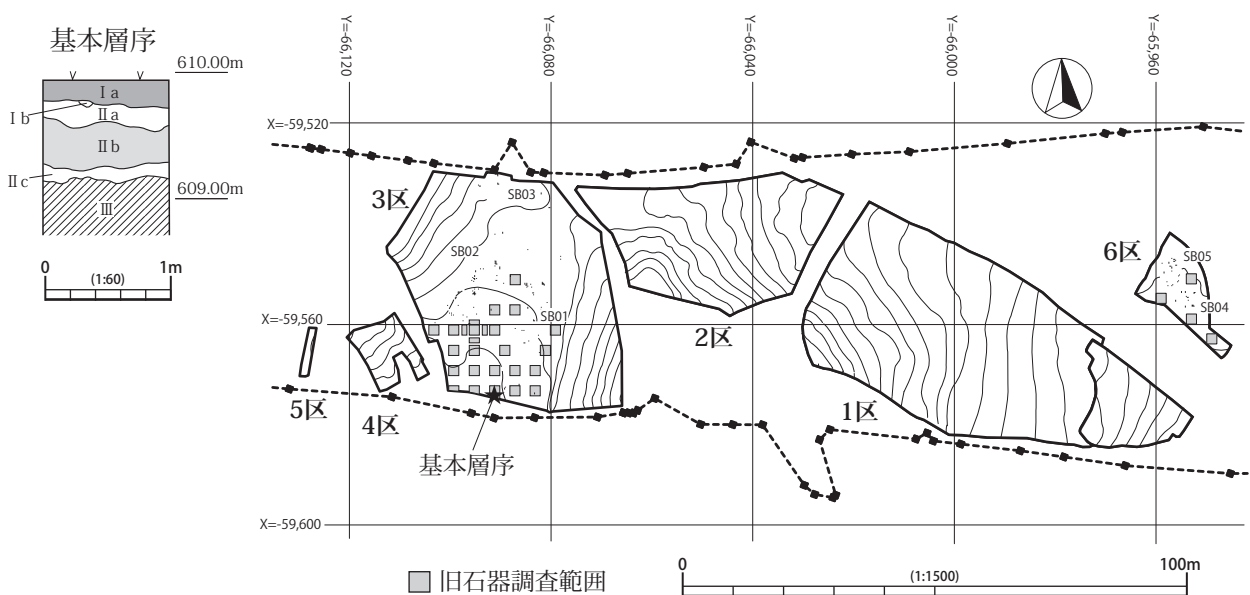 基本層序
610.00m
Ⅰa
Ⅰb
Ⅱa
Ⅱb
Ⅱc
609.00m
Ⅲ
0
(1:60)
1m
Y=-66,120
Y=-66,080
Y=-66,040
Y=-66,000
Y=-65,960
X=-59,520
3区
SB03
SB02
6区
SB05
SB04
SB01
X=-59,560
2区
5区
4区
1区
基本層序
X=-59,600
旧石器調査範囲
0
(1:1500)
100m